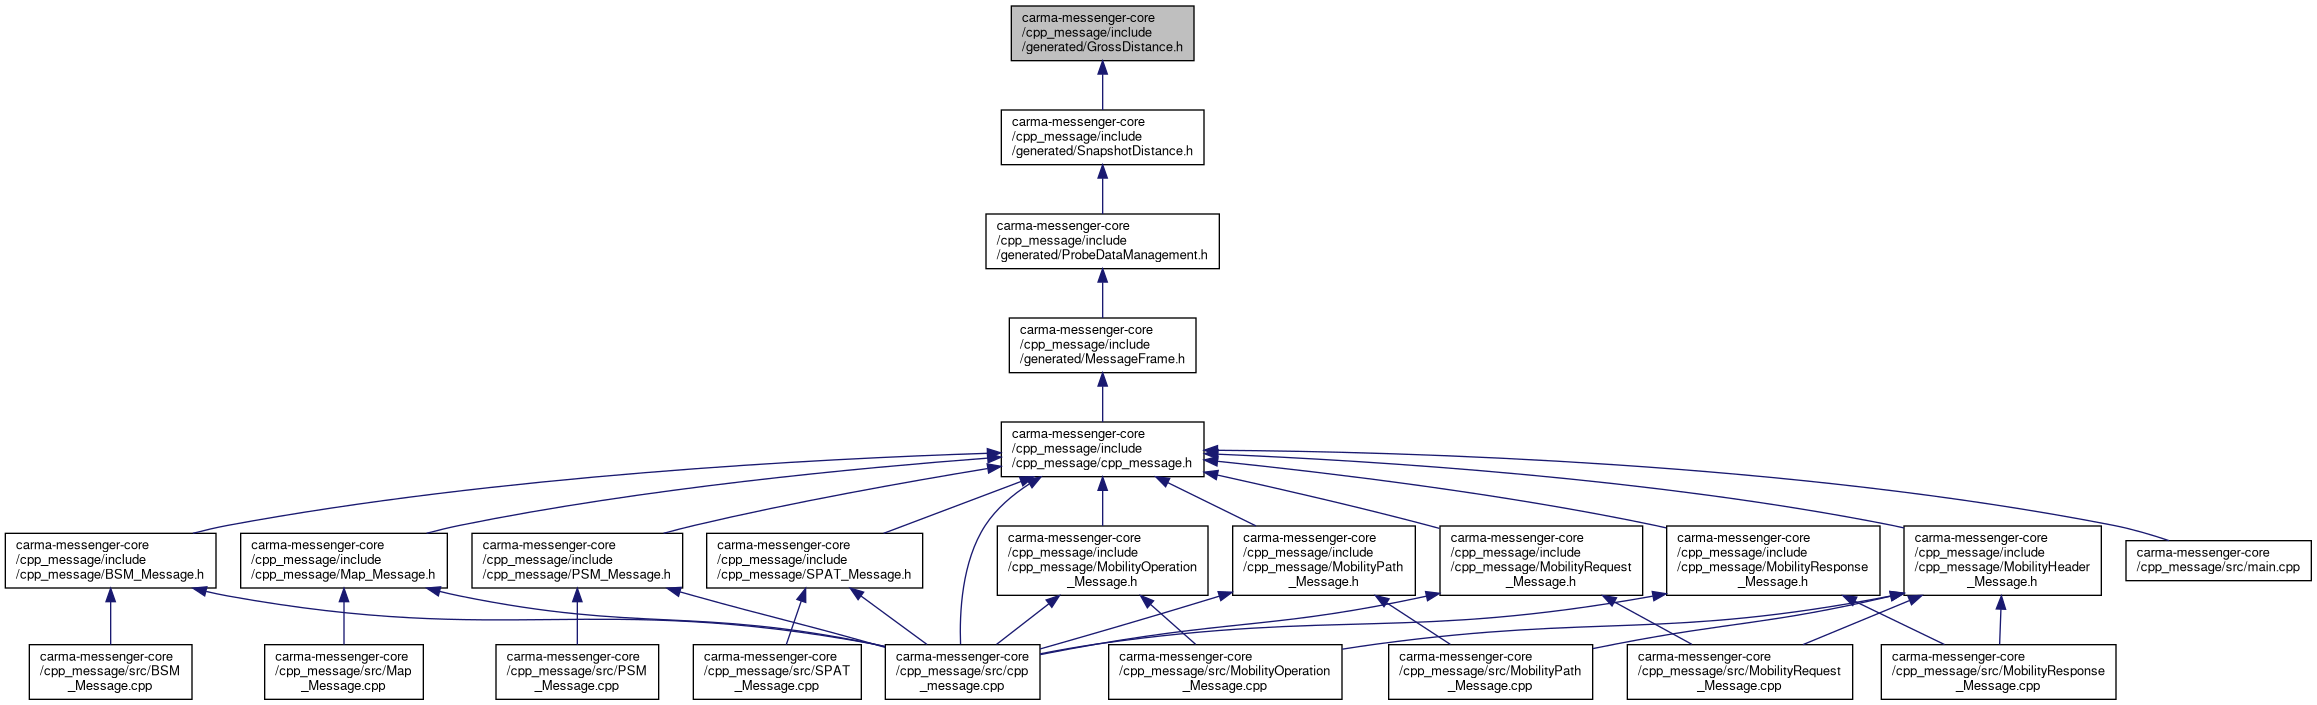 carma-messenger-core
/cpp_message/include
/generated/GrossDistance.h
carma-messenger-core
/cpp_message/include
/generated/SnapshotDistance.h
carma-messenger-core
/cpp_message/include
/generated/ProbeDataManagement.h
carma-messenger-core
/cpp_message/include
/generated/MessageFrame.h
carma-messenger-core
/cpp_message/include
/cpp_message/cpp_message.h
carma-messenger-core
/cpp_message/include
/cpp_message/BSM_Message.h
carma-messenger-core
/cpp_message/include
/cpp_message/Map_Message.h
carma-messenger-core
/cpp_message/include
/cpp_message/PSM_Message.h
carma-messenger-core
/cpp_message/include
/cpp_message/SPAT_Message.h
carma-messenger-core
/cpp_message/include
/cpp_message/MobilityOperation
_Message.h
carma-messenger-core
/cpp_message/include
/cpp_message/MobilityPath
_Message.h
carma-messenger-core
/cpp_message/include
/cpp_message/MobilityRequest
_Message.h
carma-messenger-core
/cpp_message/include
/cpp_message/MobilityResponse
_Message.h
carma-messenger-core
/cpp_message/include
/cpp_message/MobilityHeader
_Message.h
carma-messenger-core
/cpp_message/src/main.cpp
carma-messenger-core
/cpp_message/src/BSM
_Message.cpp
carma-messenger-core
/cpp_message/src/Map
_Message.cpp
carma-messenger-core
/cpp_message/src/PSM
_Message.cpp
carma-messenger-core
/cpp_message/src/SPAT
_Message.cpp
carma-messenger-core
/cpp_message/src/cpp
_message.cpp
carma-messenger-core
/cpp_message/src/MobilityOperation
_Message.cpp
carma-messenger-core
/cpp_message/src/MobilityPath
_Message.cpp
carma-messenger-core
/cpp_message/src/MobilityRequest
_Message.cpp
carma-messenger-core
/cpp_message/src/MobilityResponse
_Message.cpp